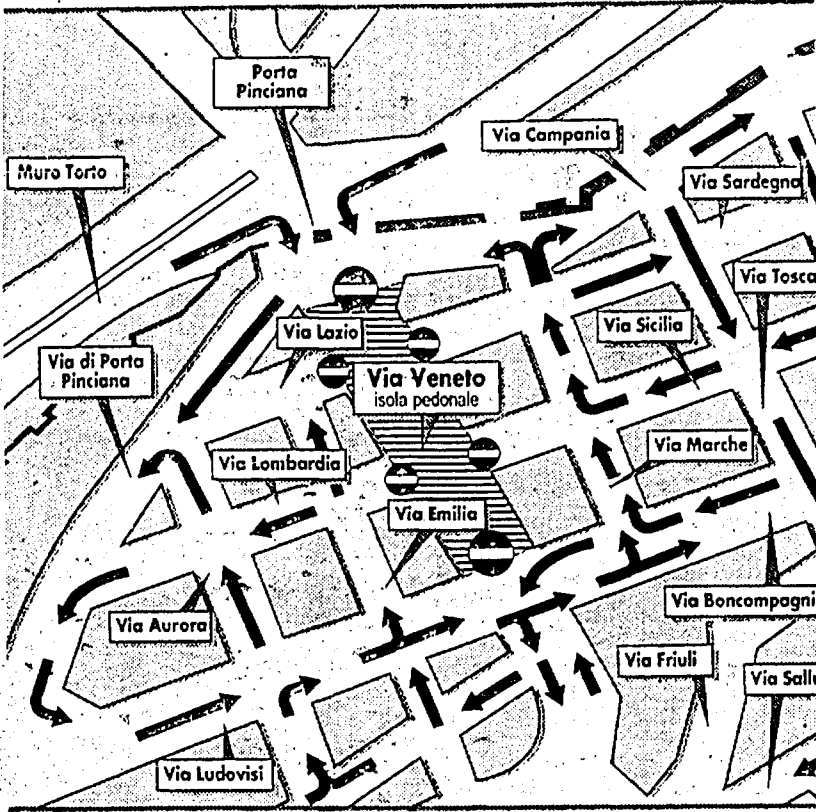 Porta
Pinciana
Via Campania
Muro Torto
Via Sardegna
Via Tosca
Via Lazio
Via Sicilia
Via di Porta
Pinciana
Via Veneto
isola pedonale
Via Lombardia
Via Marche
Via Emilia
Via Aurora
Via Boncompagni
Via Friuli
Via Sallu
Via Ludovisi